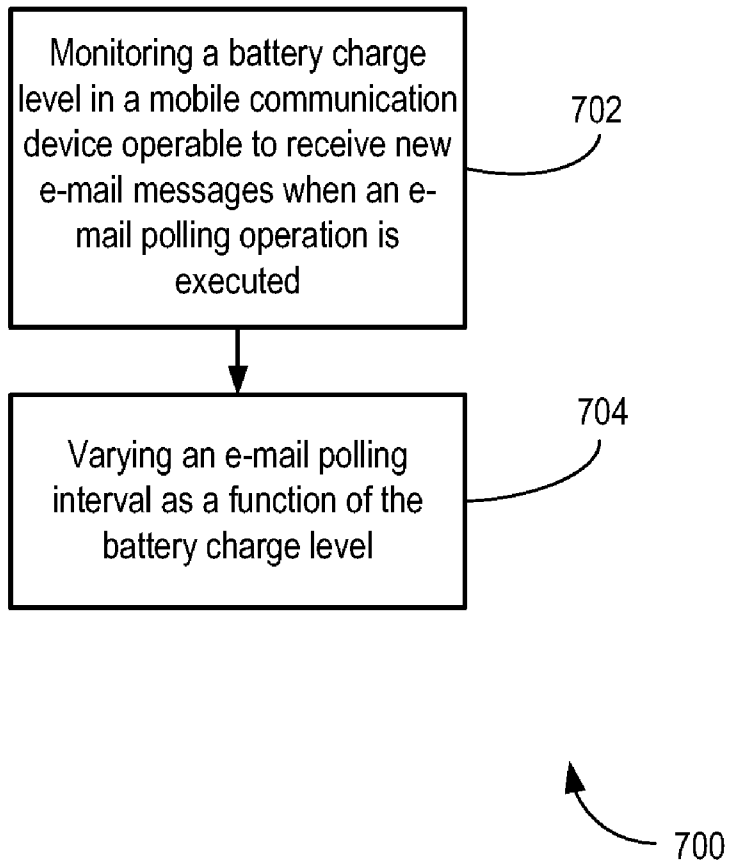 Monitoring a battery charge
level in a mobile communication
device operable to receive new
e-mail messages when an e-
mail polling operation is
executed
702
Varying an e-mail polling
interval as a function of the
battery charge level
704
700